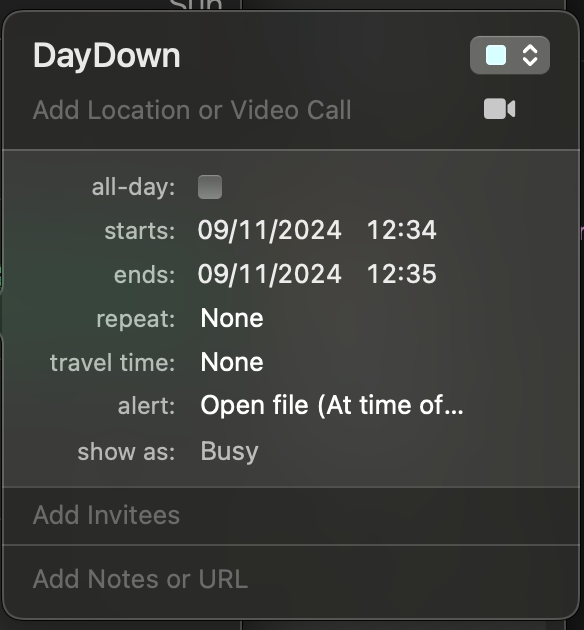 Sun
DayDown
Add Location or Video Call
all-day:
starts: 09/11/2024 12:34
ends: 09/11/2024 12:35
repeat: None
travel time: None
alert: Open file (At time of...
show as: Busy
Add Invitees
Add Notes or URL